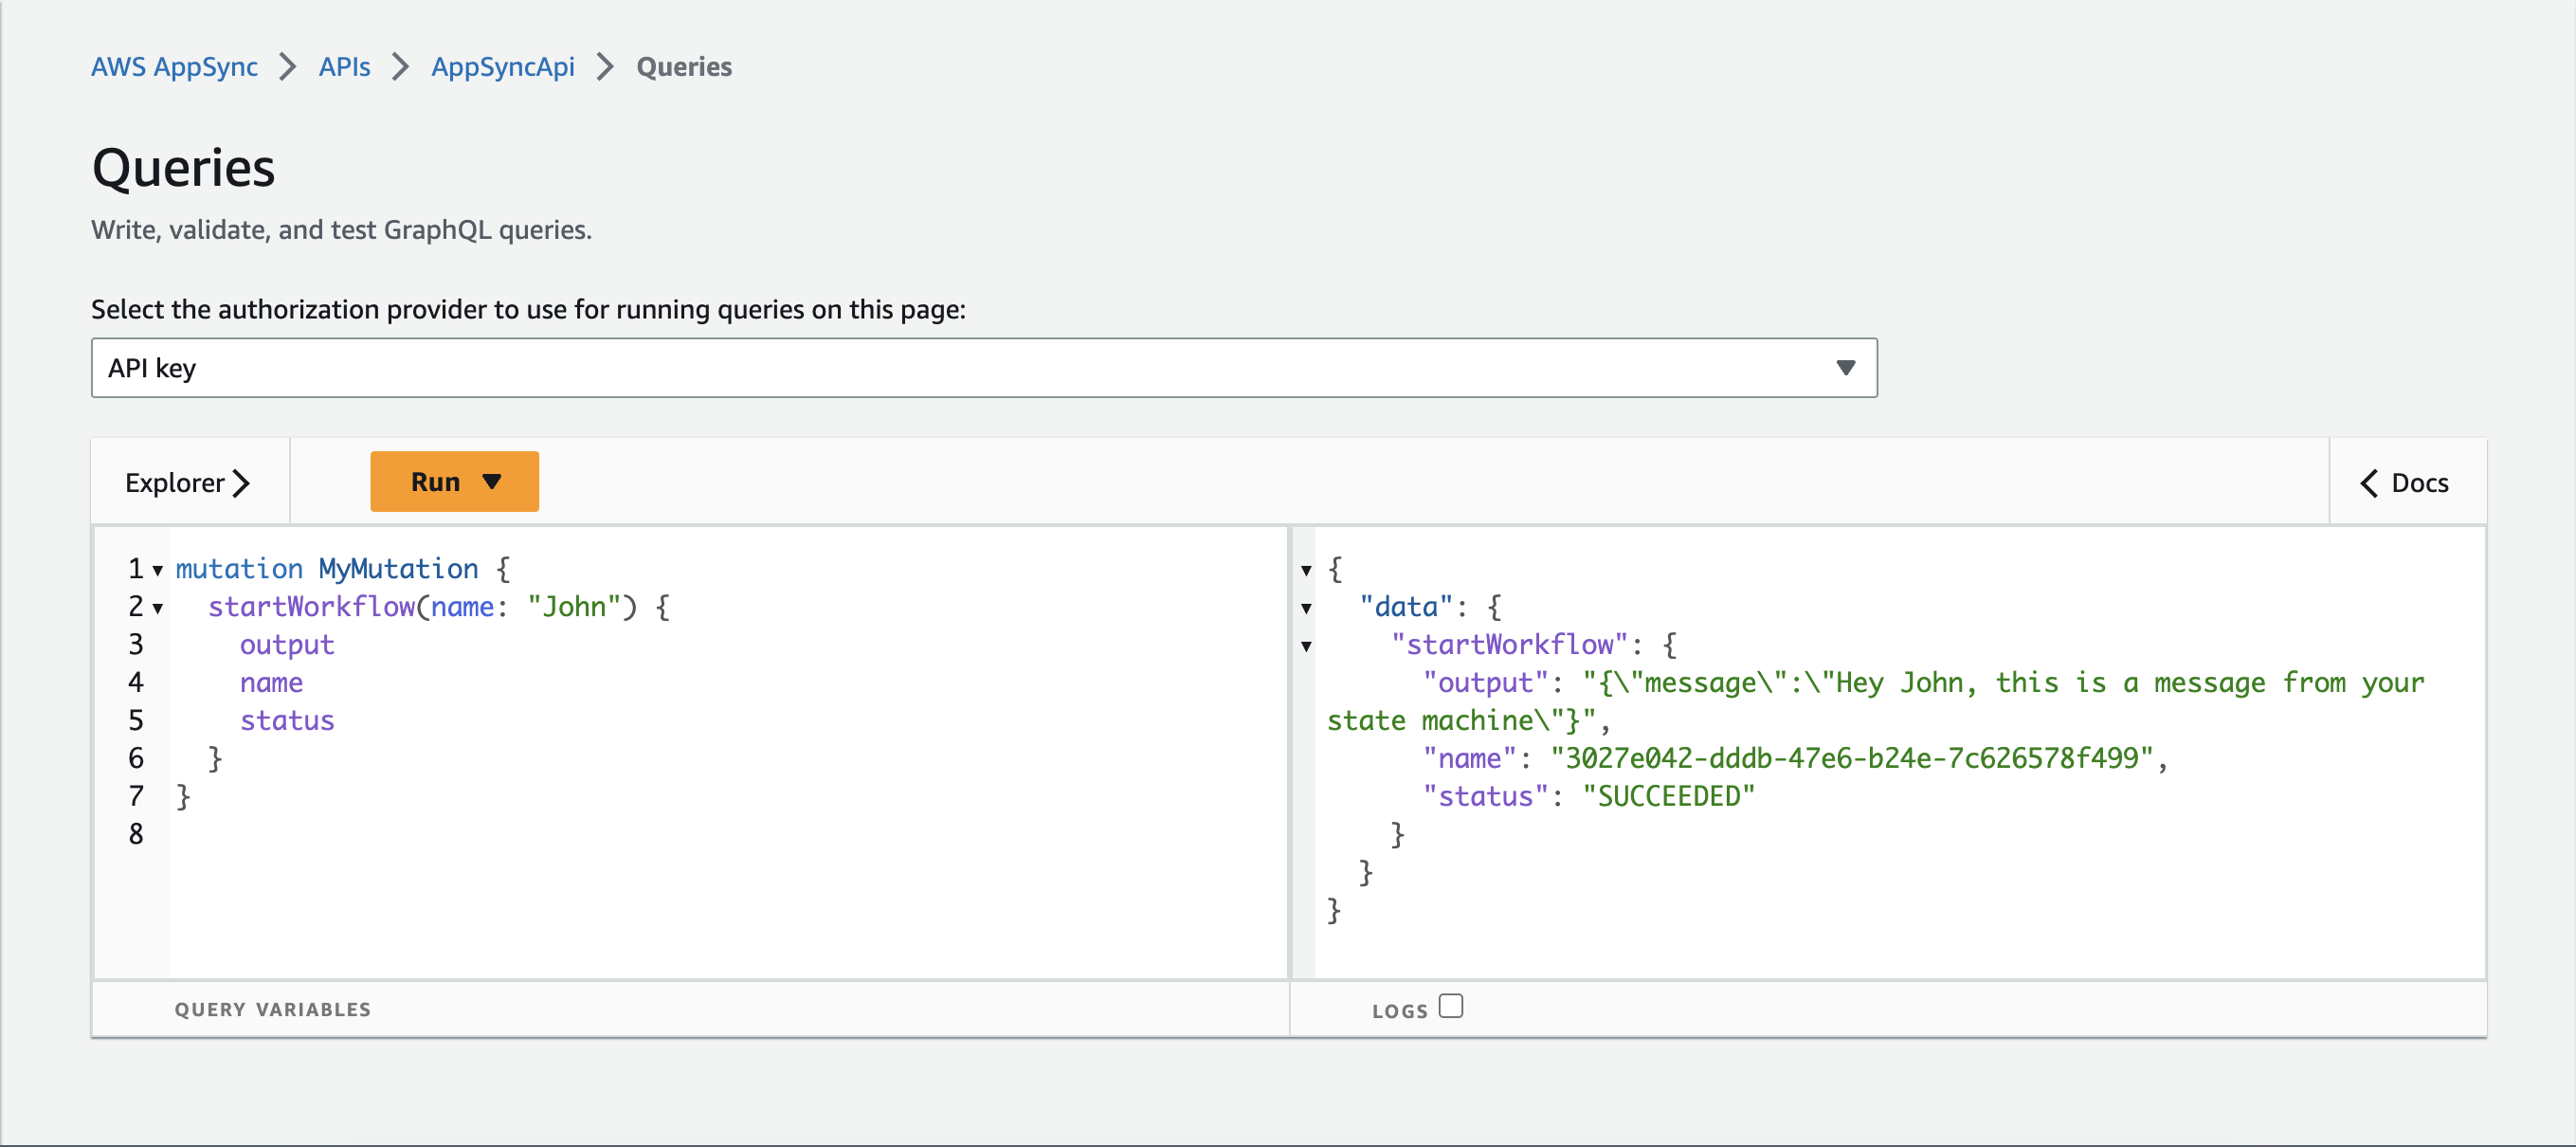 AWS AppSync > APIs > AppSyncApi > Queries
Queries
Write, validate, and test GraphQL queries.
Select the authorization provider to use for running queries on this page:
API key
Explorer
Run
Docs
1 mutation MyMutation {
2 startWorkflow(name: "John") {
3 output
4 name
5 status
6 }
7 }
8
{
"data": {
"startWorkflow": {
"output": "{\"message\":\"Hey John, this is a message from your
state machine\"}",
"name": "3027e042-dddb-47e6-b24e-7c626578f499",
"status": "SUCCEEDED"
}
}
}
QUERY VARIABLES
LOGS